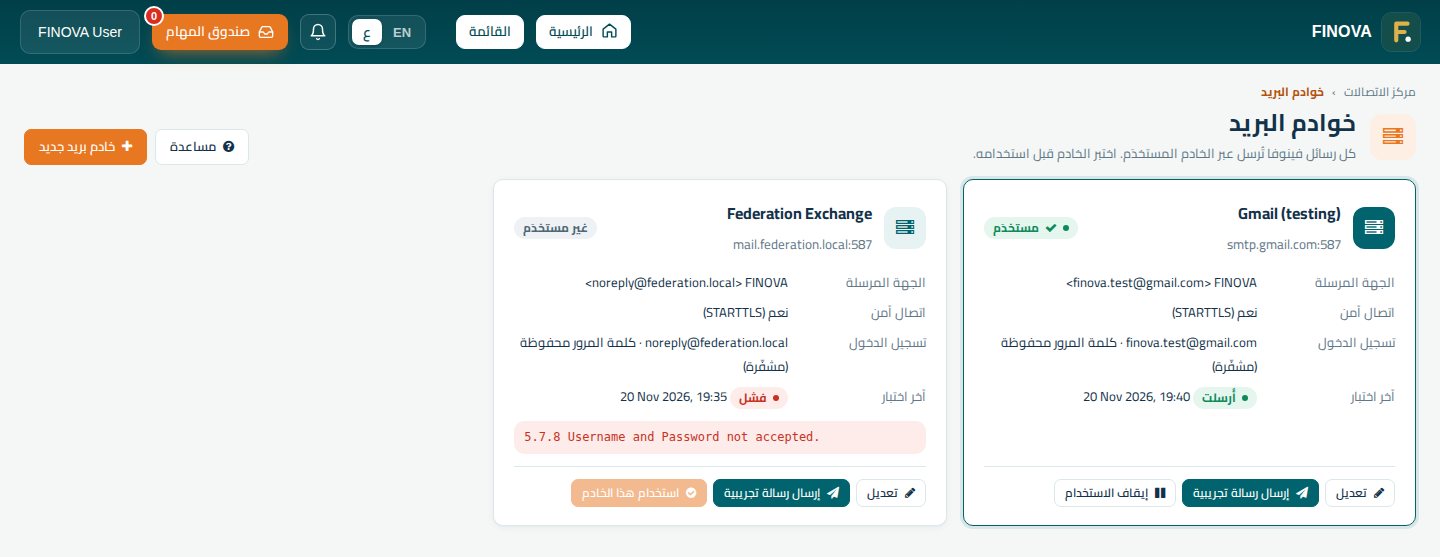 FINOVA
الرئيسية
القائمة
EN
ع
صندوق المهام
0
FINOVA User
مركز الاتصالات › خوادم البريد
خوادم البريد
كل رسائل فينوفا تُرسل عبر الخادم المستخدَم. اختبر الخادم قبل استخدامه.
مساعدة
خادم بريد جديد
Gmail (testing)
smtp.gmail.com:587
مستخدَم
الجهة المرسلة
<finova.test@gmail.com> FINOVA
اتصال آمن
نعم (STARTTLS)
تسجيل الدخول
finova.test@gmail.com · كلمة المرور محفوظة
(مشفّرة)
آخر اختبار
أُرسلت 20 Nov 2026, 19:40
تعديل
إرسال رسالة تجريبية
إيقاف الاستخدام
Federation Exchange
mail.federation.local:587
غير مستخدَم
الجهة المرسلة
<noreply@federation.local> FINOVA
اتصال آمن
نعم (STARTTLS)
تسجيل الدخول
noreply@federation.local · كلمة المرور محفوظة
(مشفّرة)
آخر اختبار
فشل 20 Nov 2026, 19:35
5.7.8 Username and Password not accepted.
تعديل
إرسال رسالة تجريبية
استخدام هذا الخادم